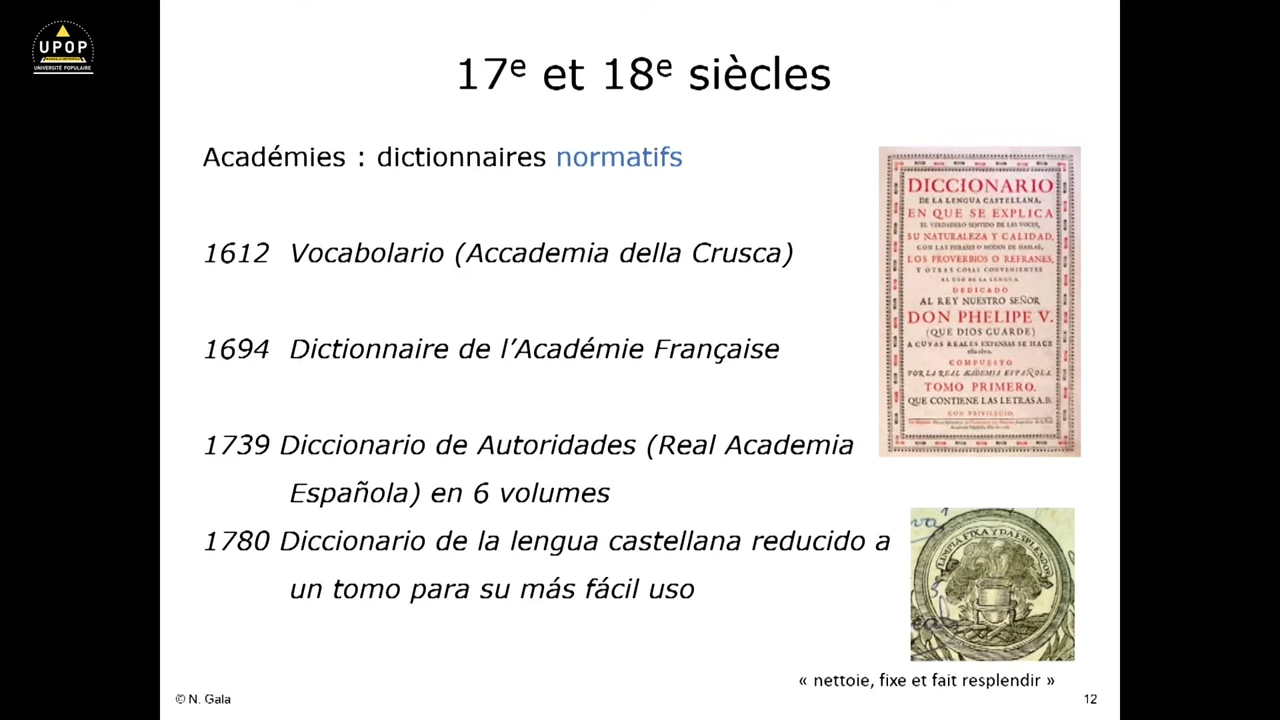 UPOP
UNIVERSITÉ POPULAIRE
17e et 18e siècles
Académies : dictionnaires normatifs
1612 Vocabolario (Accademia della Crusca)
1694 Dictionnaire de l’Académie Française
1739 Diccionario de Autoridades (Real Academia
Española) en 6 volumes
1780 Diccionario de la lengua castellana reducido a
un tomo para su más fácil uso
DICCIONARIO
DE LA LENGUA CASTELLANA,
EN QUE SE EXPLICA
EL VERDADERO SENTIDO DE LAS VOCES,
SU NATURALEZA Y CALIDAD,
CON LAS PHRASES O MODOS DE HABLAR,
LOS PROVERBIOS O REFRANES,
Y OTRAS COSAS CONVENIENTES
AL USO DE LA LENGUA.
DEDICADO
AL REY NUESTRO SEÑOR
DON PHELIPE V.
(QUE DIOS GUARDE)
A CUYAS REALES EXPENSAS SE HACE
esta obra.
COMPUESTO
POR LA REAL ACADEMIA ESPAÑOLA.
TOMO PRIMERO.
QUE CONTIENE LAS LETRAS A.B.
CON PRIVILEGIO.
LIMPIA, FIXA Y DA ESPLENDOR
« nettoie, fixe et fait resplendir »
© N. Gala
12